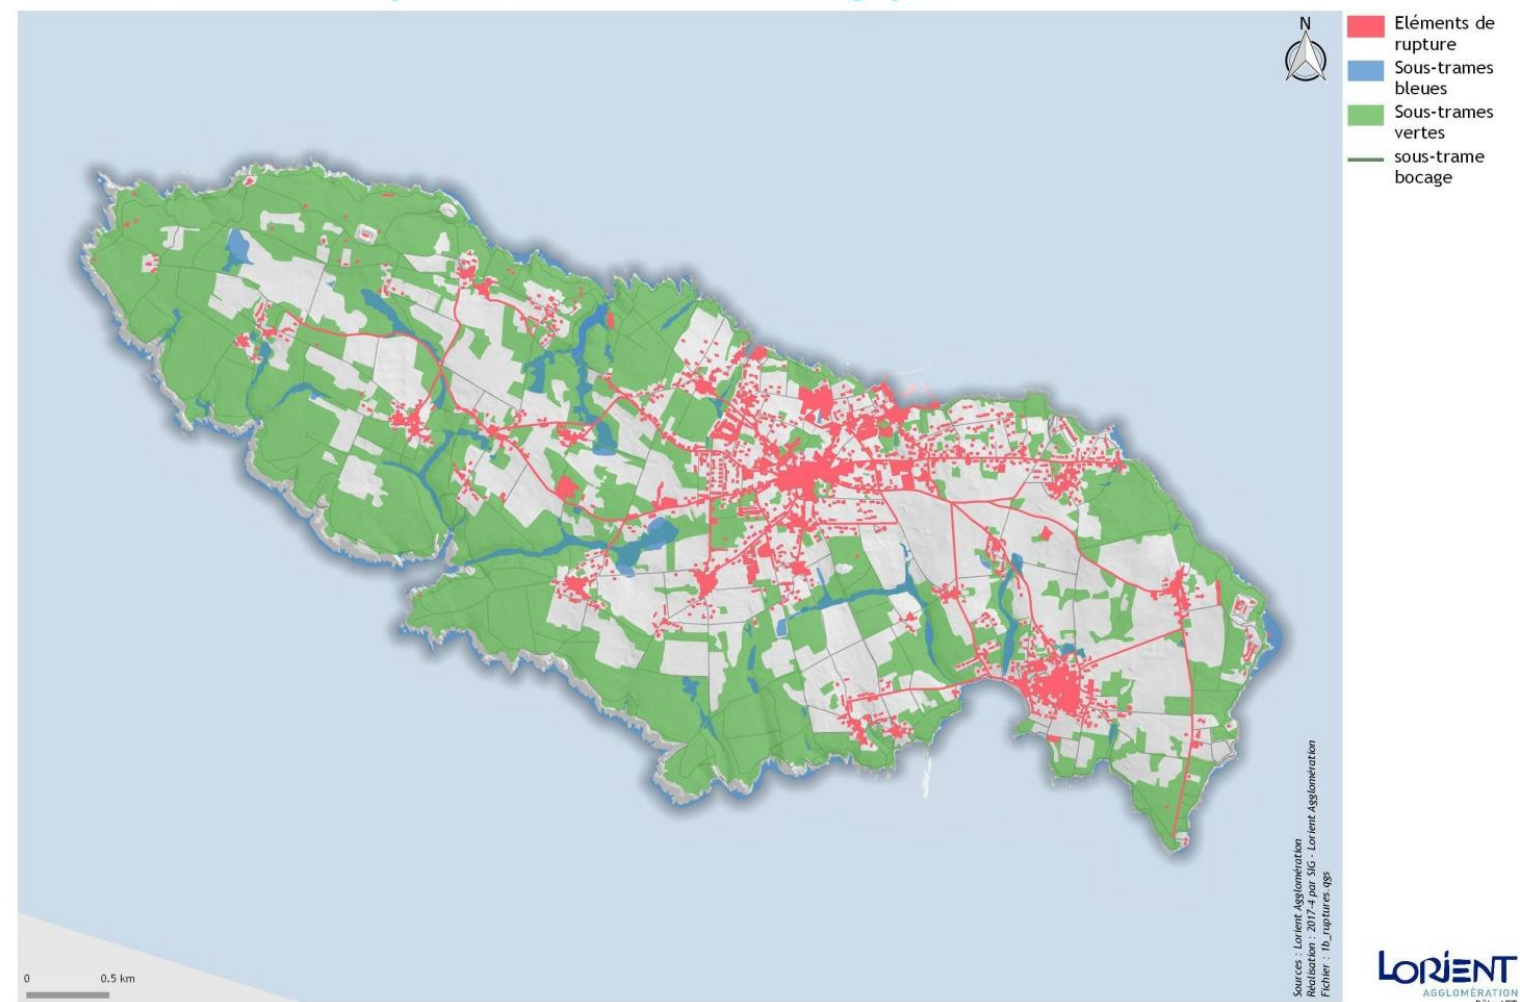 N
Eléments de
rupture
Sous-trames
bleues
Sous-trames
vertes
sous-trame
bocage
Sources : Lorient Agglomération
Réalisation : 2017-4 par SIG - Lorient Agglomération
Fichier : 1b_ruptures.qgs
0 0.5 km
LORIENT
AGGLOMÉRATION